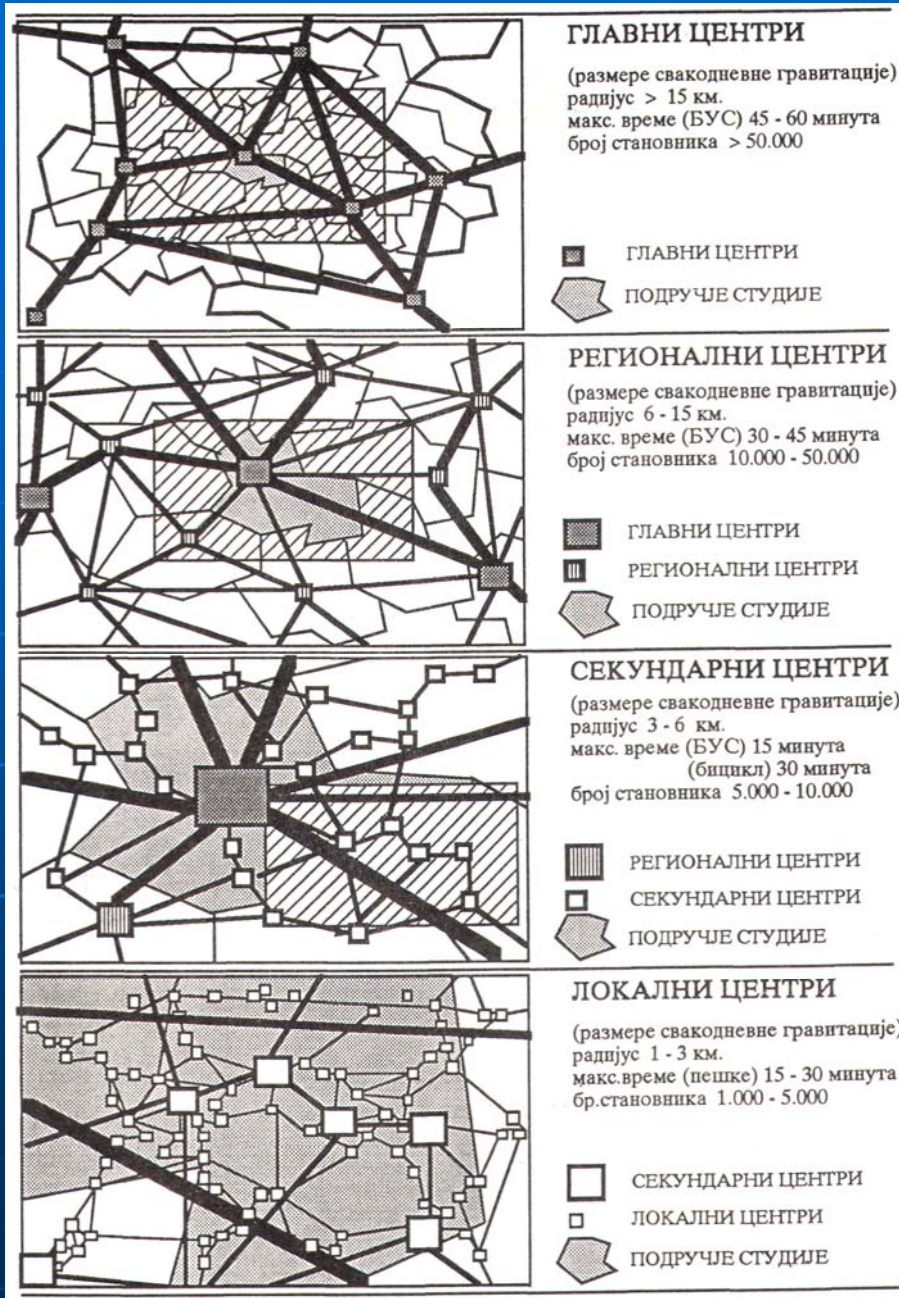 ГЛАВНИ ЦЕНТРИ
(размере свакодневне гравитације)
радијус > 15 км.
макс. време (БУС) 45 - 60 минута
број становника > 50.000
ГЛАВНИ ЦЕНТРИ
ПОДРУЧЈЕ СТУДИЈЕ
РЕГИОНАЛНИ ЦЕНТРИ
(размере свакодневне гравитације)
радијус 6 - 15 км.
макс. време (БУС) 30 - 45 минута
број становника 10.000 - 50.000
ГЛАВНИ ЦЕНТРИ
РЕГИОНАЛНИ ЦЕНТРИ
ПОДРУЧЈЕ СТУДИЈЕ
СЕКУНДАРНИ ЦЕНТРИ
(размере свакодневне гравитације)
радијус 3 - 6 км.
макс. време (БУС) 15 минута
(бицикл) 30 минута
број становника 5.000 - 10.000
РЕГИОНАЛНИ ЦЕНТРИ
СЕКУНДАРНИ ЦЕНТРИ
ПОДРУЧЈЕ СТУДИЈЕ
ЛОКАЛНИ ЦЕНТРИ
(размере свакодневне гравитације)
радијус 1 - 3 км.
макс.време (пешке) 15 - 30 минута
бр.становника 1.000 - 5.000
СЕКУНДАРНИ ЦЕНТРИ
ЛОКАЛНИ ЦЕНТРИ
ПОДРУЧЈЕ СТУДИЈЕ